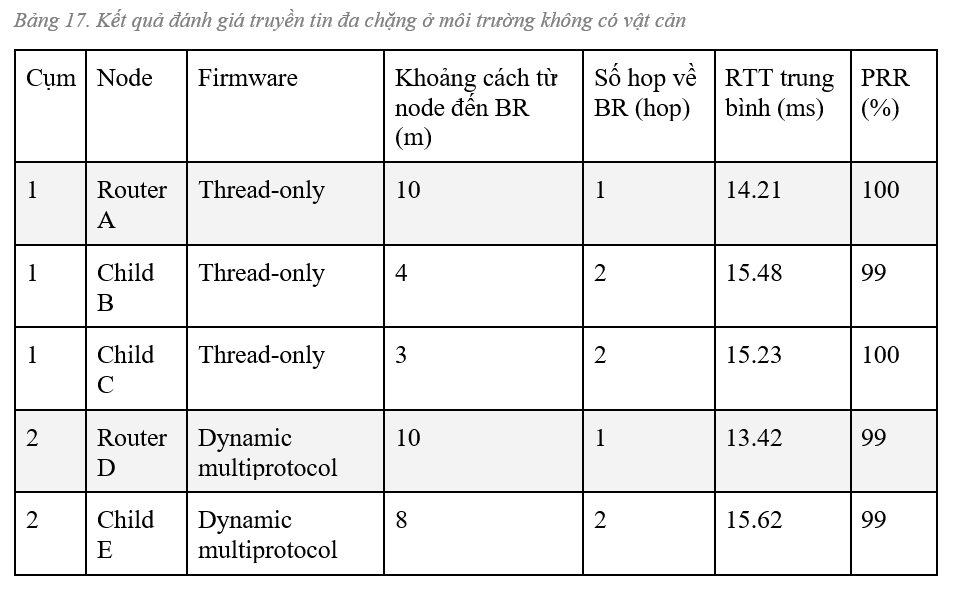 Bảng 17. Kết quả đánh giá truyền tin đa chặng ở môi trường không có vật cản
Cụm Node Firmware Khoảng cách từ node đến BR (m) Số hop về BR (hop) RTT trung bình (ms) PRR (%)
1 Router A Thread-only 10 1 14.21 100
1 Child B Thread-only 4 2 15.48 99
1 Child C Thread-only 3 2 15.23 100
2 Router D Dynamic multiprotocol 10 1 13.42 99
2 Child E Dynamic multiprotocol 8 2 15.62 99